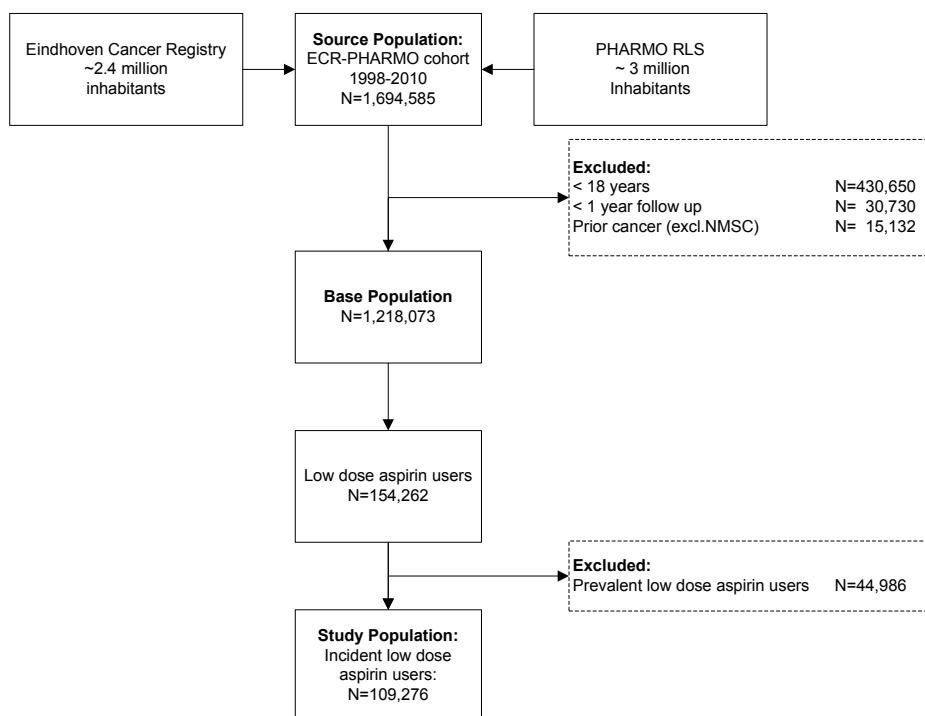 Eindhoven Cancer Registry
~2.4 million
inhabitants
Source Population:
ECR-PHARMO cohort
1998-2010
N=1,694,585
PHARMO RLS
~ 3 million
Inhabitants
Excluded:
< 18 years N=430,650
< 1 year follow up N= 30,730
Prior cancer (excl.NMSC) N= 15,132
Base Population
N=1,218,073
Low dose aspirin users
N=154,262
Excluded:
Prevalent low dose aspirin users N=44,986
Study Population:
Incident low dose
aspirin users:
N=109,276